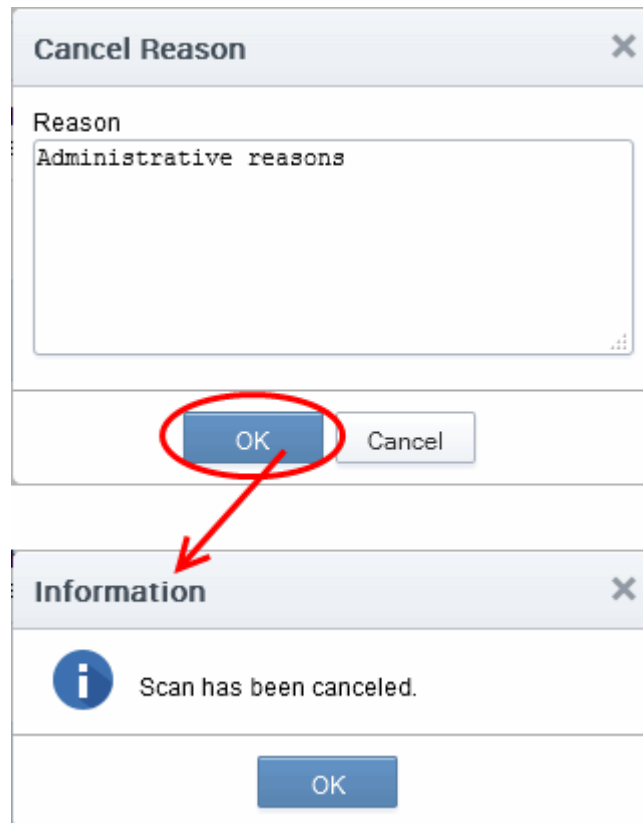 Cancel Reason
Reason
Administrative reasons
OK
Cancel
Information
Scan has been canceled.
OK